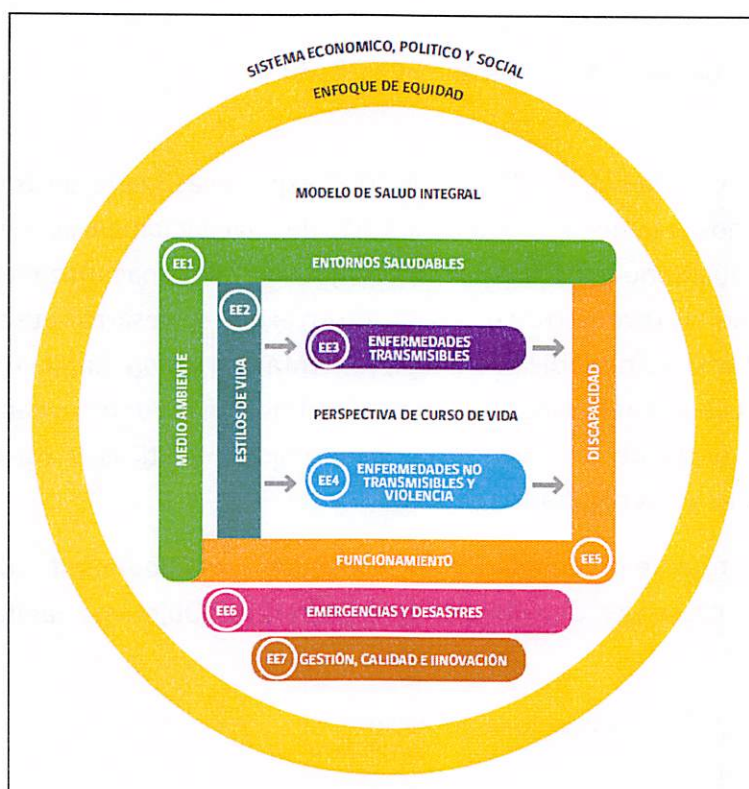 SISTEMA ECONOMICO, POLITICO Y SOCIAL
ENFOQUE DE EQUIDAD
MODELO DE SALUD INTEGRAL
EE1
ENTORNOS SALUDABLES
MEDIO AMBIENTE
EE2
ESTILOS DE VIDA
EE3
ENFERMEDADES
TRANSMISIBLES
PERSPECTIVA DE CURSO DE VIDA
EE4
ENFERMEDADES NO
TRANSMISIBLES Y
VIOLENCIA
DISCAPACIDAD
FUNCIONAMIENTO
EE5
EE6
EMERGENCIAS Y DESASTRES
EE7
GESTIÓN, CALIDAD E IINOVACIÓN